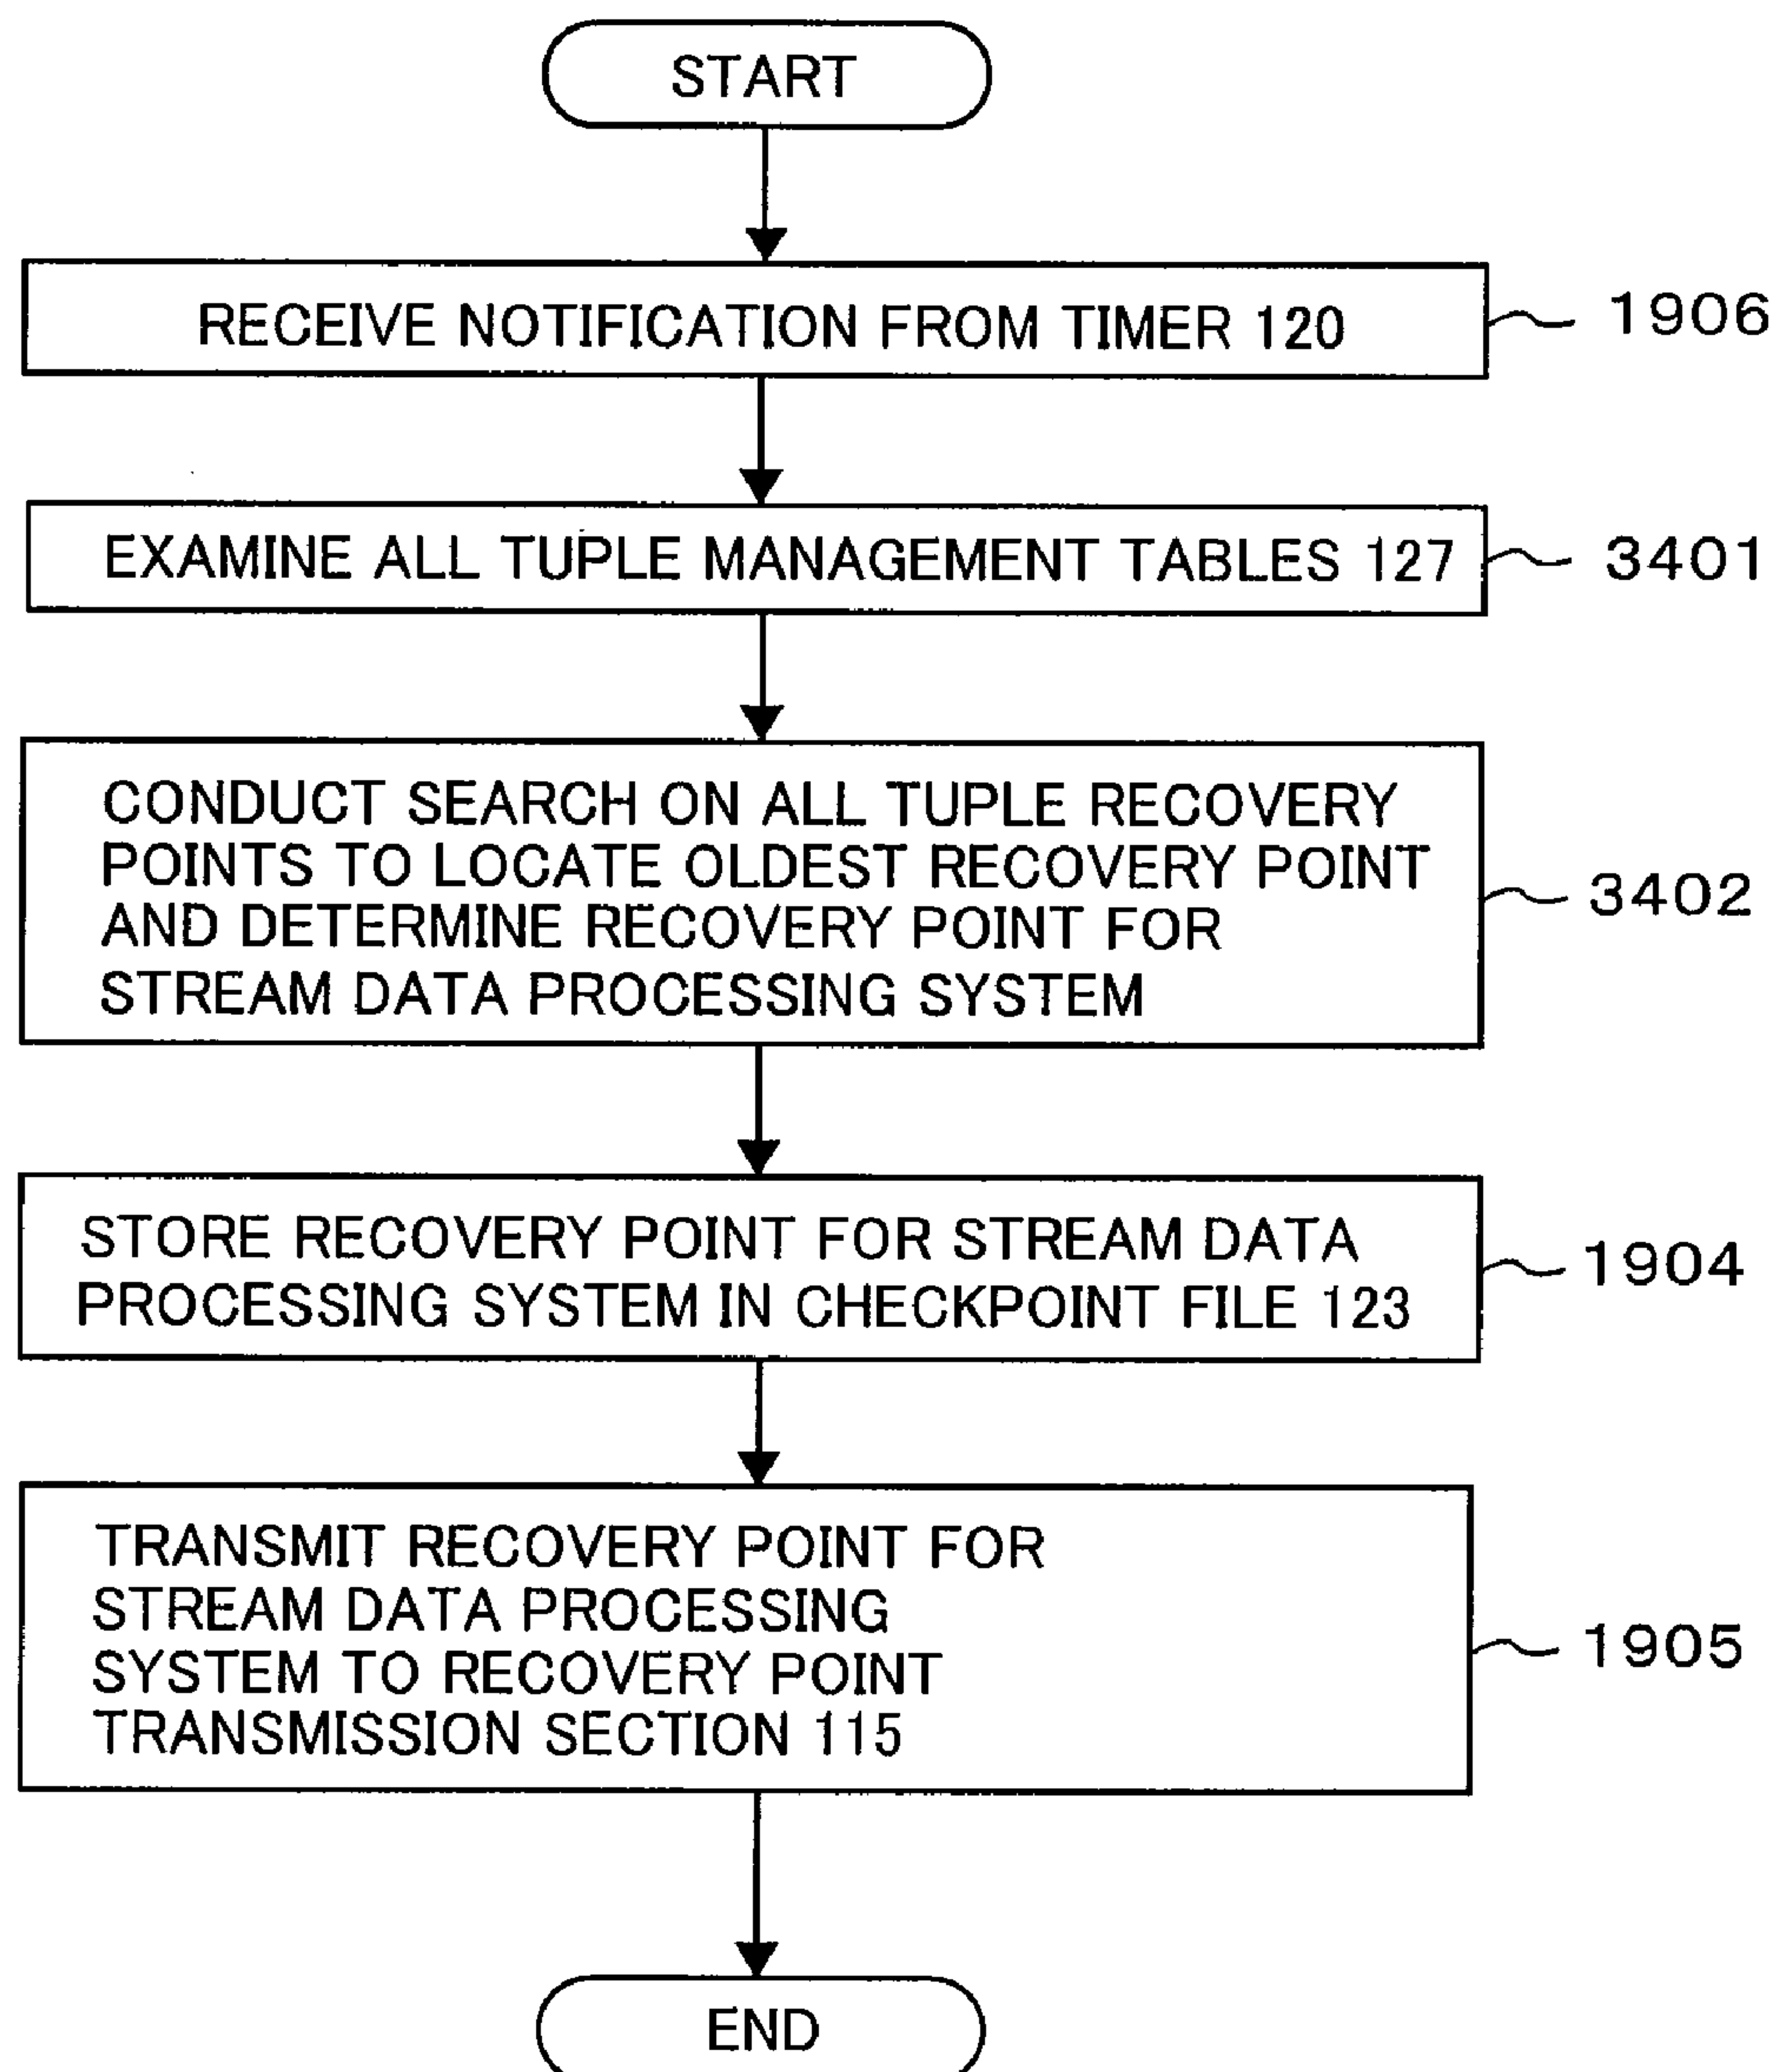 START
RECEIVE NOTIFICATION FROM TIMER 120
1906
EXAMINE ALL TUPLE MANAGEMENT TABLES 127
3401
CONDUCT SEARCH ON ALL TUPLE RECOVERY
POINTS TO LOCATE OLDEST RECOVERY POINT
AND DETERMINE RECOVERY POINT FOR
STREAM DATA PROCESSING SYSTEM
3402
STORE RECOVERY POINT FOR STREAM DATA
PROCESSING SYSTEM IN CHECKPOINT FILE 123
1904
TRANSMIT RECOVERY POINT FOR
STREAM DATA PROCESSING
SYSTEM TO RECOVERY POINT
TRANSMISSION SECTION 115
1905
END